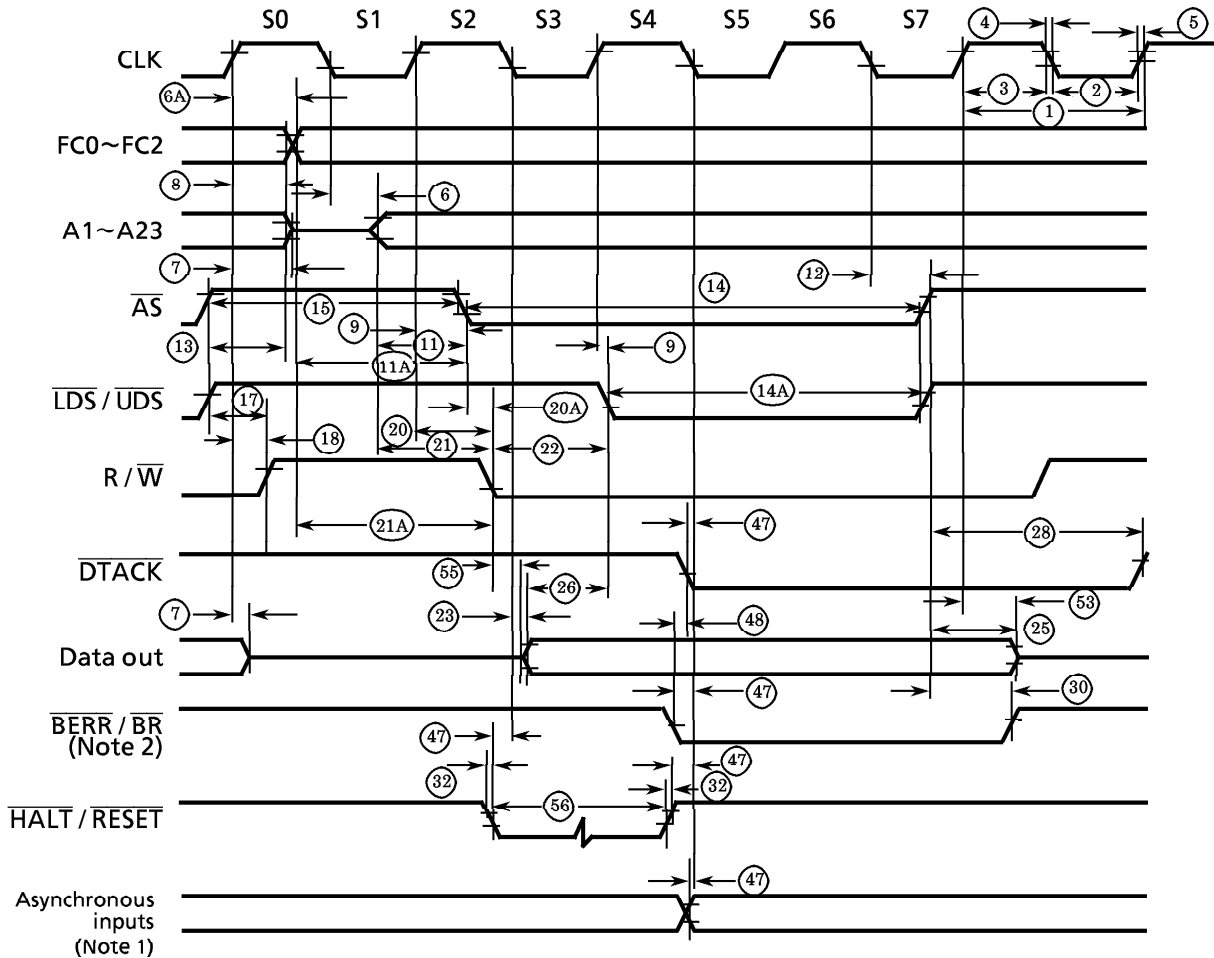 S0 S1 S2 S3 S4 S5 S6 S7 4 5
CLK
6A 3 2
1
FC0~FC2
8 6
A1~A23
7 12
AS 15 14
13 9 11 9
11A
LDS / UDS 17 14A
20A
18 20 21 22
R / W
21A 47 28
DTACK 55 26
7 23 48 53
25
Data out
47 30
BERR / BR
(Note 2) 47
32 47
32
HALT / RESET 56
47
Asynchronous
inputs
(Note 1)